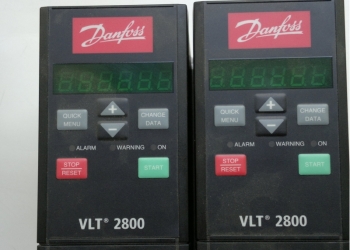 Danfoss
QUICK MENU
+
CHANGE DATA
−
ALARM
WARNING
ON
STOP
RESET
START
VLT® 2800
Danfoss
QUICK MENU
+
CHANGE DATA
−
ALARM
WARNING
ON
STOP
RESET
START
VLT® 2800